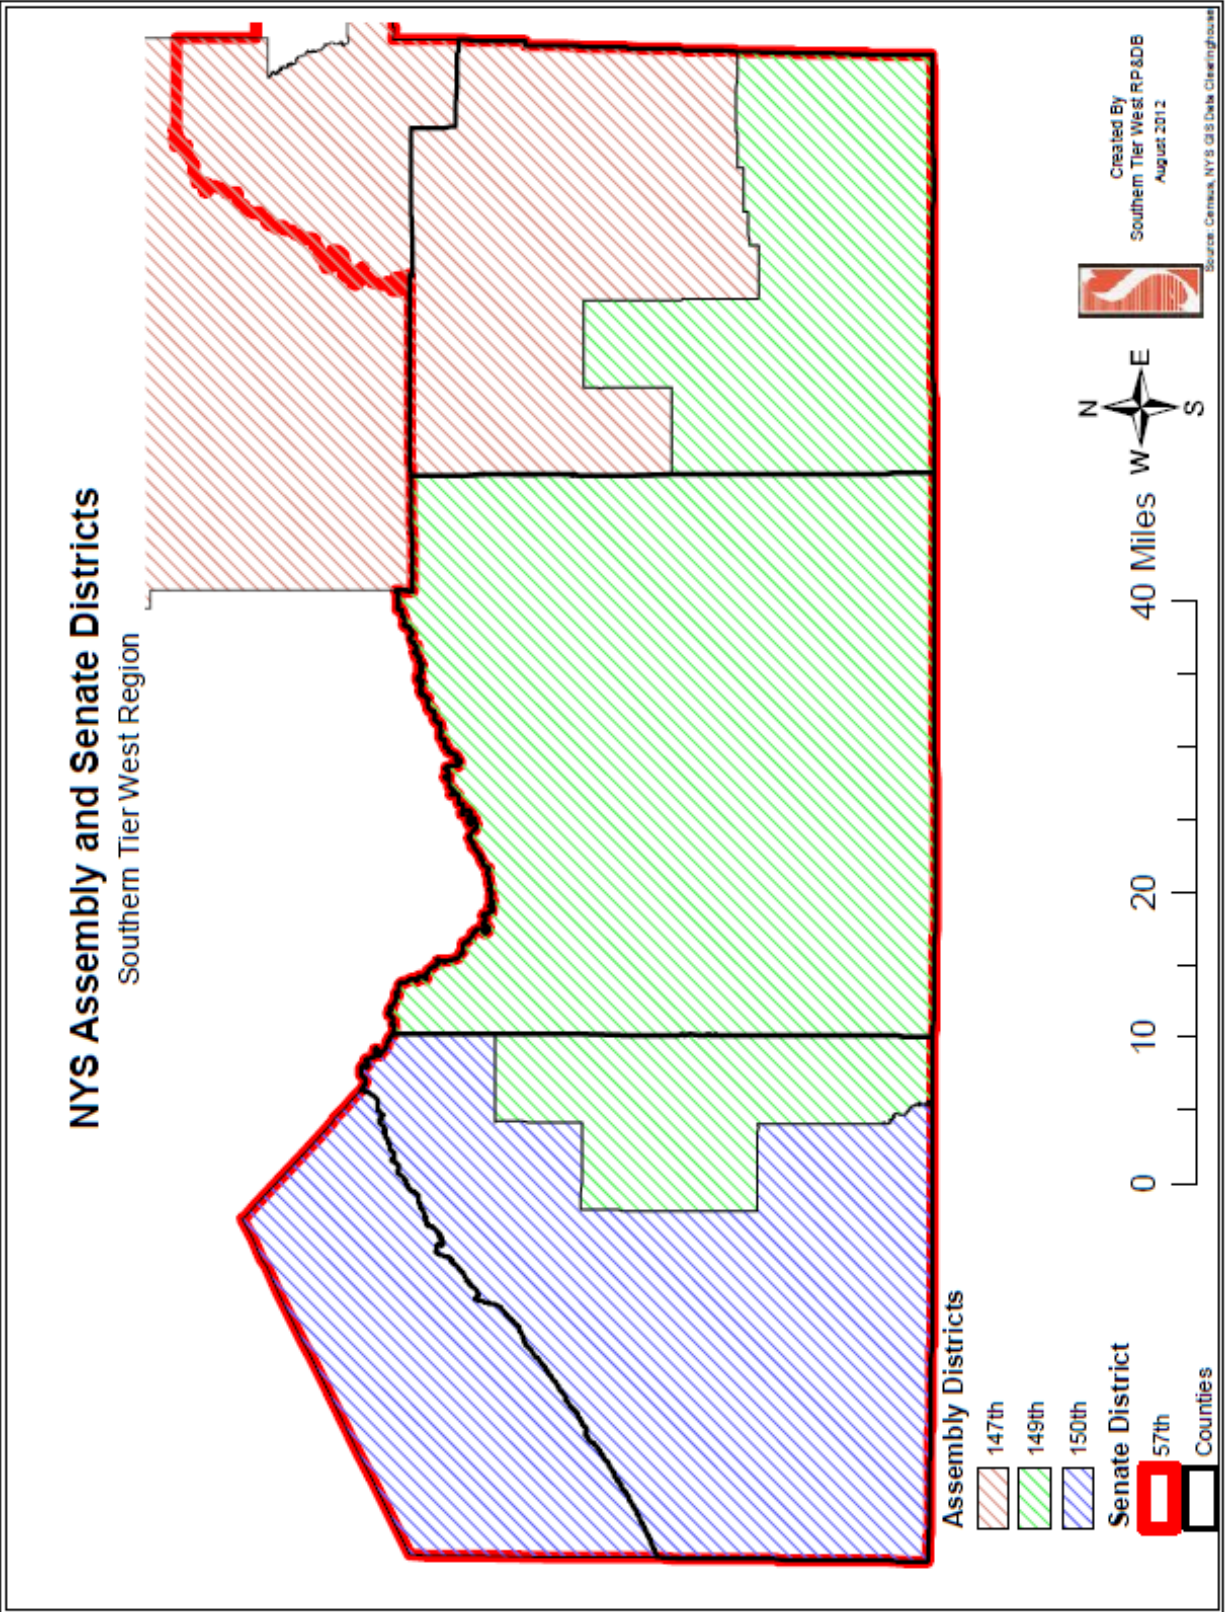 NYS Assembly and Senate Districts
Southern Tier West Region
Assembly Districts
147th
149th
150th
Senate District
57th
Counties
0
10
20
40 Miles
N
W
E
S
Created By
Southern Tier West RP&DB
August 2012
Source: Census, NYS GIS Data Clearinghouse